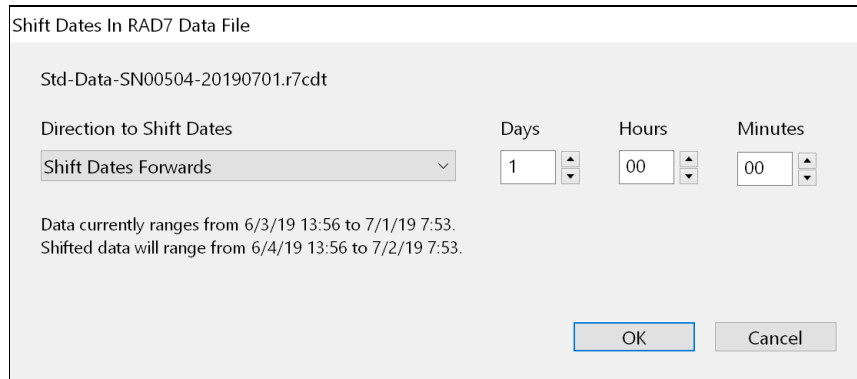 Shift Dates In RAD7 Data File
Std-Data-SN00504-20190701.r7cdt
Direction to Shift Dates Days Hours Minutes
Shift Dates Forwards 1 00 00
Data currently ranges from 6/3/19 13:56 to 7/1/19 7:53.
Shifted data will range from 6/4/19 13:56 to 7/2/19 7:53.
OK Cancel